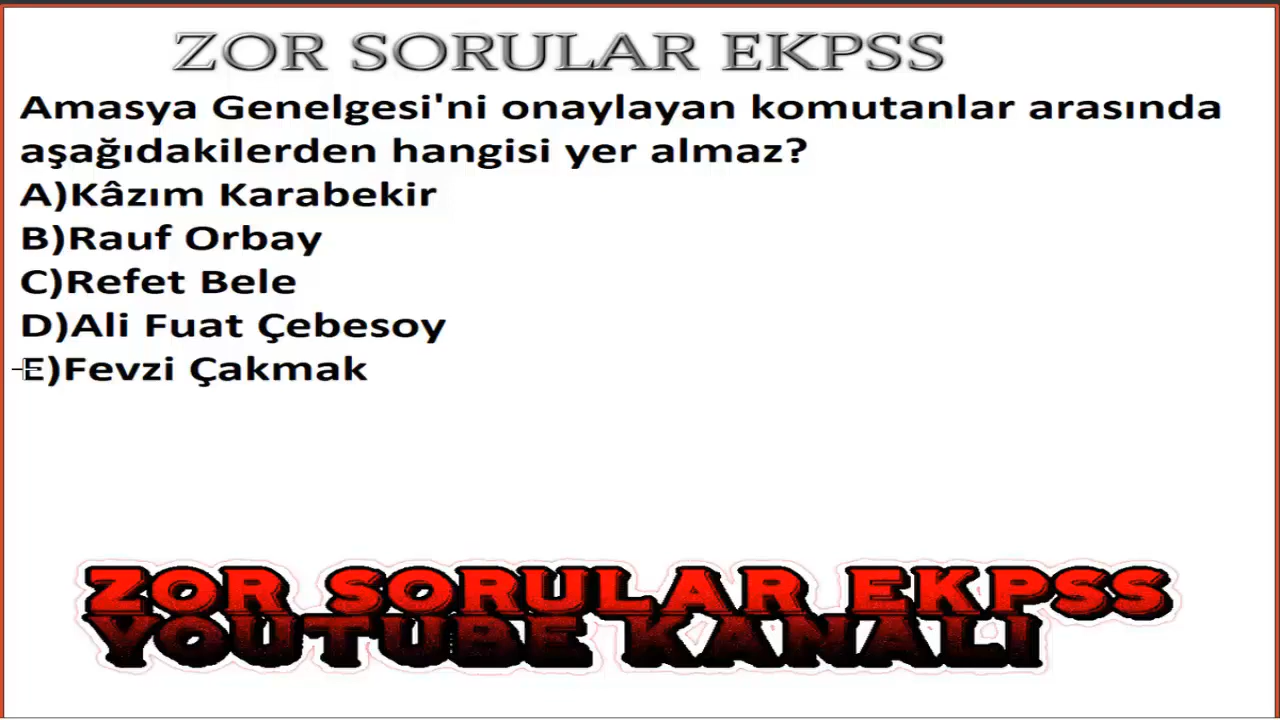 ZOR SORULAR EKPSS
Amasya Genelgesi'ni onaylayan komutanlar arasında
aşağıdakilerden hangisi yer almaz?
A)Kâzım Karabekir
B)Rauf Orbay
C)Refet Bele
D)Ali Fuat Çebesoy
E)Fevzi Çakmak
ZOR SORULAR EKPSS
YOUTUBE KANALI